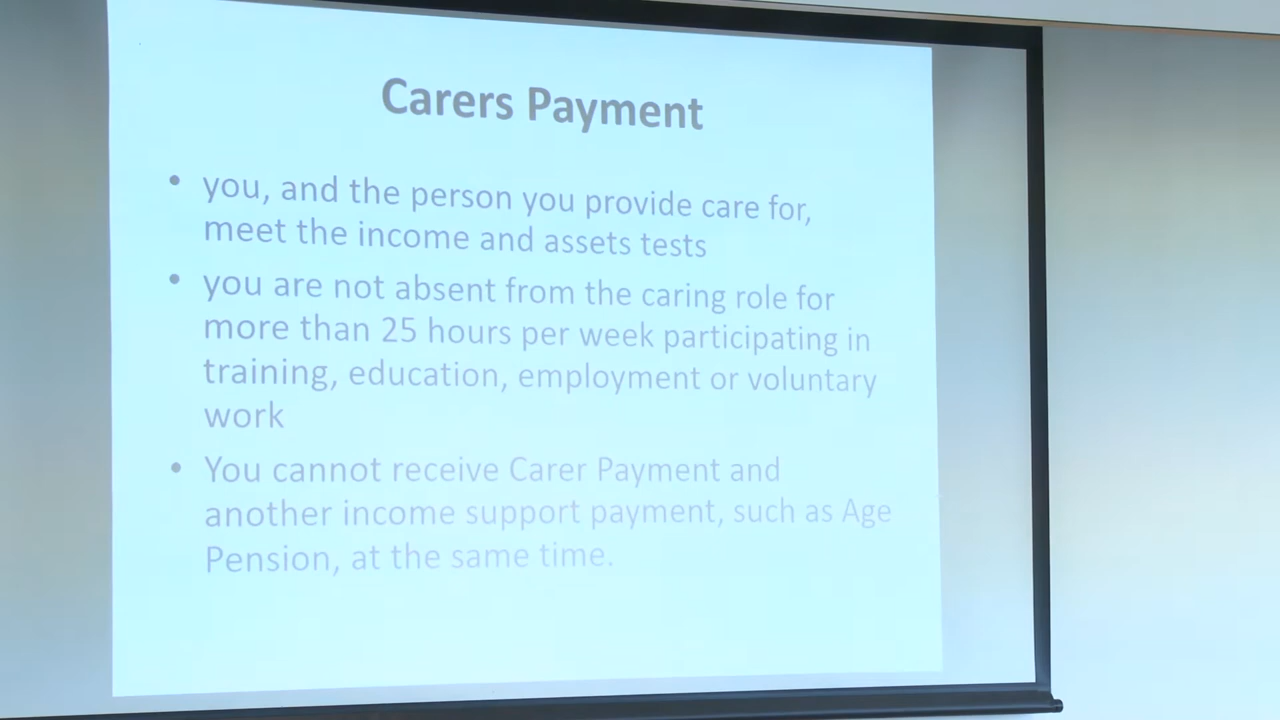 Carers Payment
• you, and the person you provide care for,
meet the income and assets tests
• you are not absent from the caring role for
more than 25 hours per week participating in
training, education, employment or voluntary
work
• You cannot receive Carer Payment and
another income support payment, such as Age
Pension, at the same time.